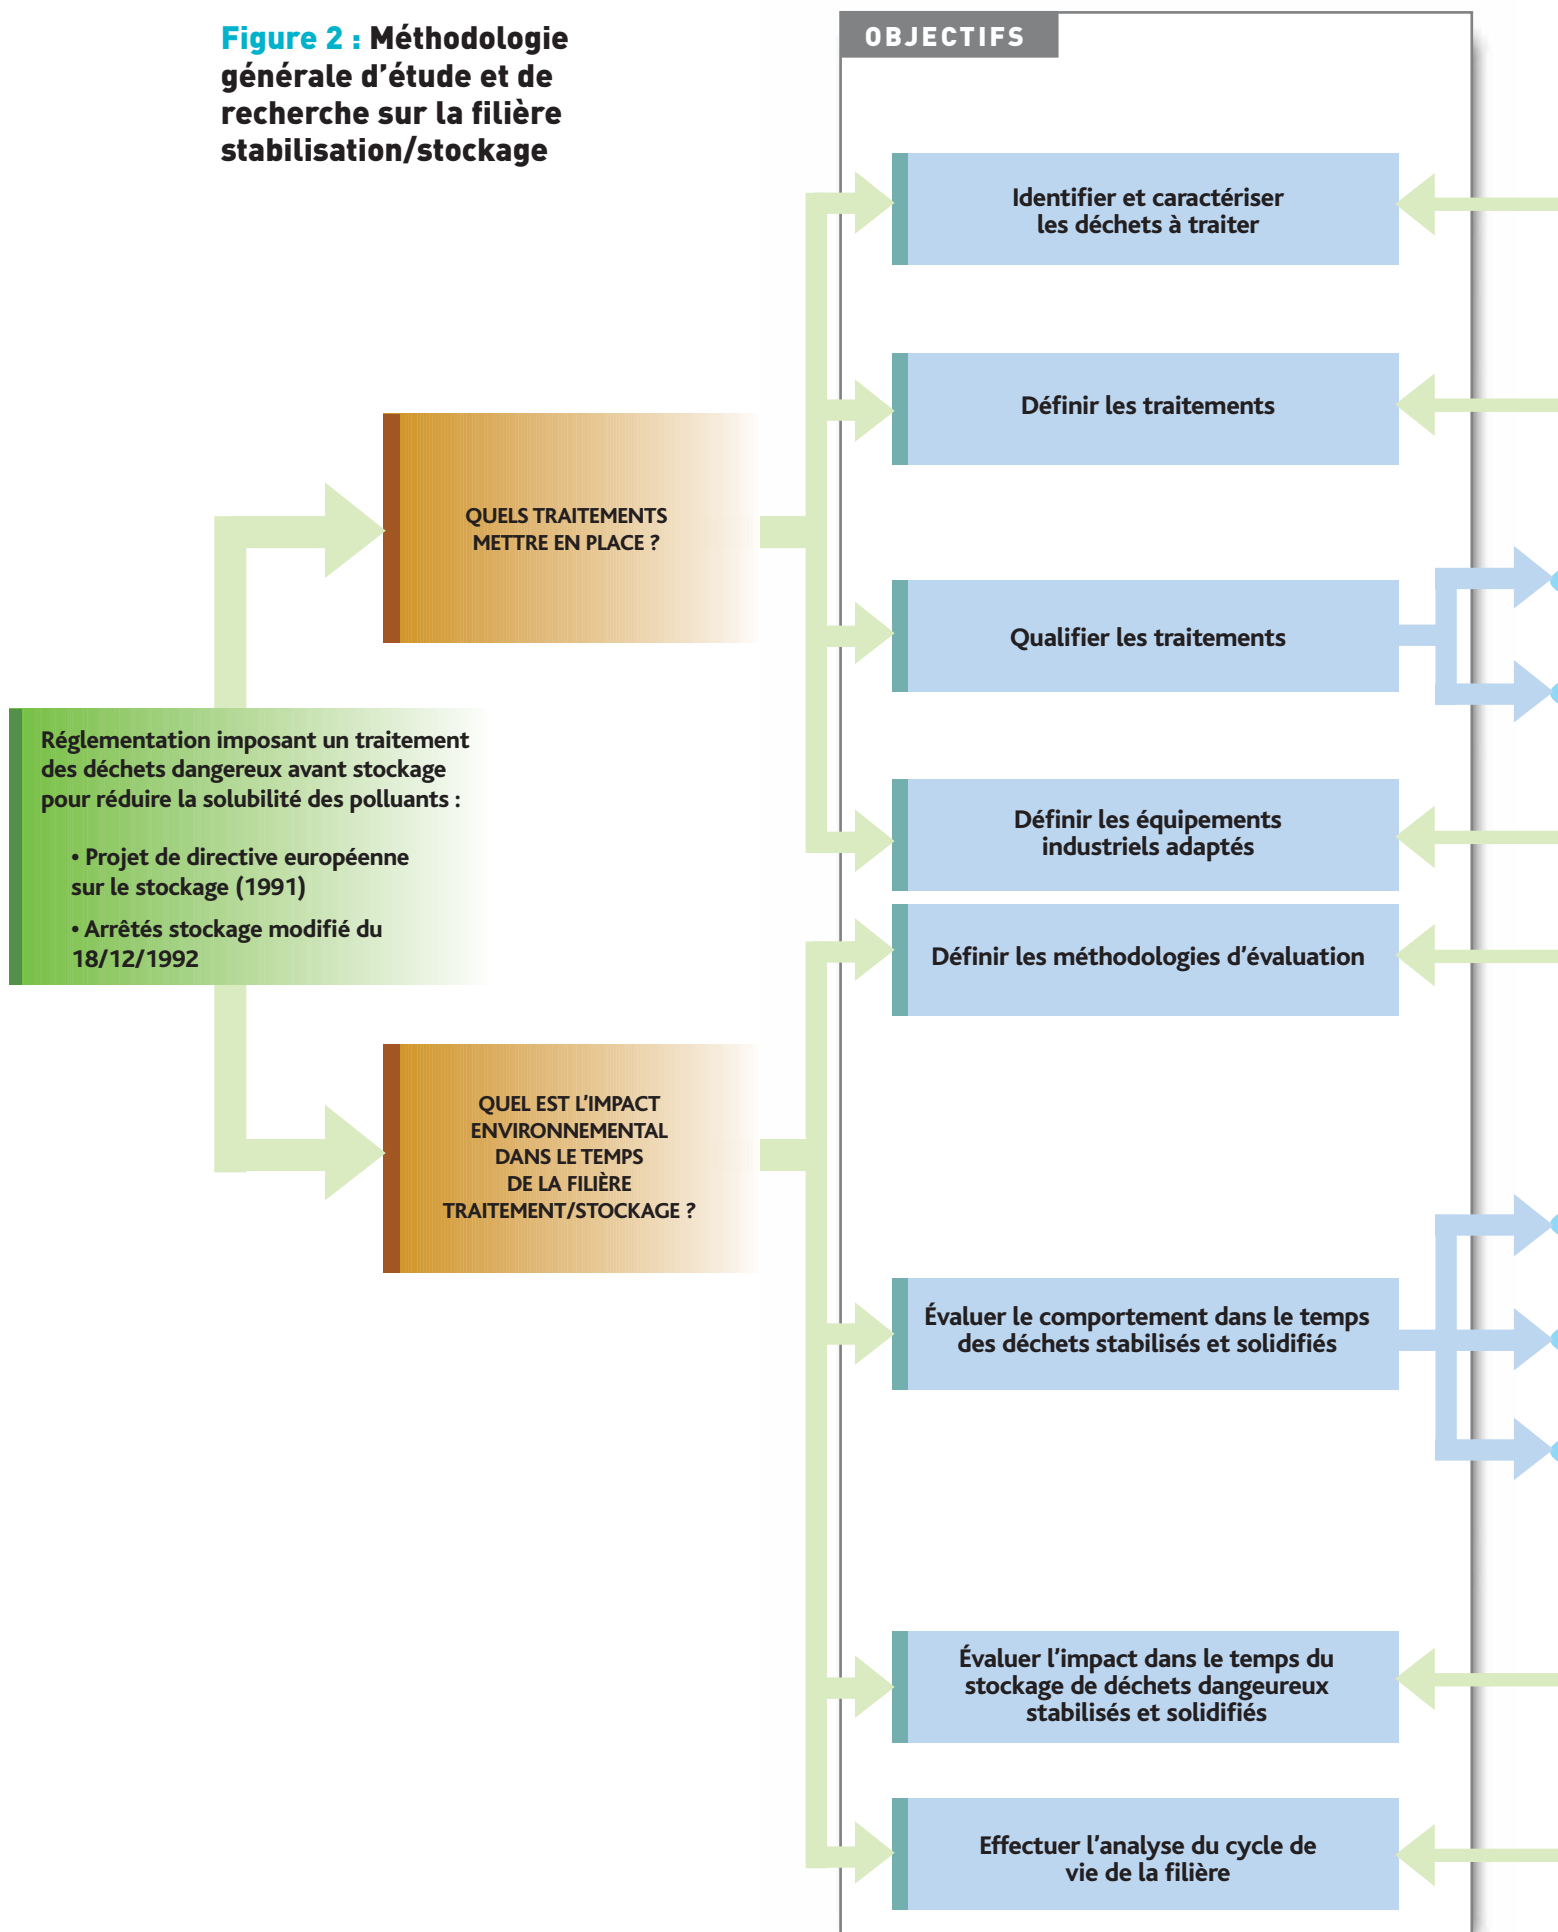 Figure 2 : Méthodologie
générale d'étude et de
recherche sur la filière
stabilisation/stockage
OBJECTIFS
Identifier et caractériser
les déchets à traiter
Définir les traitements
QUELS TRAITEMENTS
METTRE EN PLACE ?
Qualifier les traitements
Réglementation imposant un traitement
des déchets dangereux avant stockage
pour réduire la solubilité des polluants :
• Projet de directive européenne
sur le stockage (1991)
• Arrêtés stockage modifié du
18/12/1992
Définir les équipements
industriels adaptés
Définir les méthodologies d'évaluation
QUEL EST L'IMPACT
ENVIRONNEMENTAL
DANS LE TEMPS
DE LA FILIÈRE
TRAITEMENT/STOCKAGE ?
Évaluer le comportement dans le temps
des déchets stabilisés et solidifiés
Évaluer l'impact dans le temps du
stockage de déchets dangeureux
stabilisés et solidifiés
Effectuer l'analyse du cycle de
vie de la filière